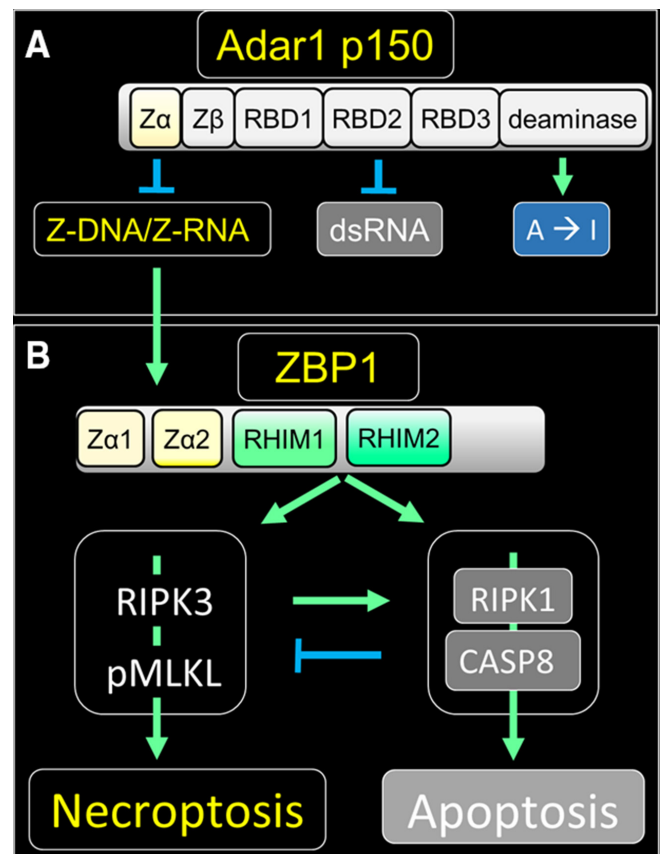 A
Adar1 p150
Zα Zβ RBD1 RBD2 RBD3 deaminase
Z-DNA/Z-RNA dsRNA A → I
B
ZBP1
Zα1 Zα2 RHIM1 RHIM2
RIPK3 RIPK1
pMLKL CASP8
Necroptosis Apoptosis